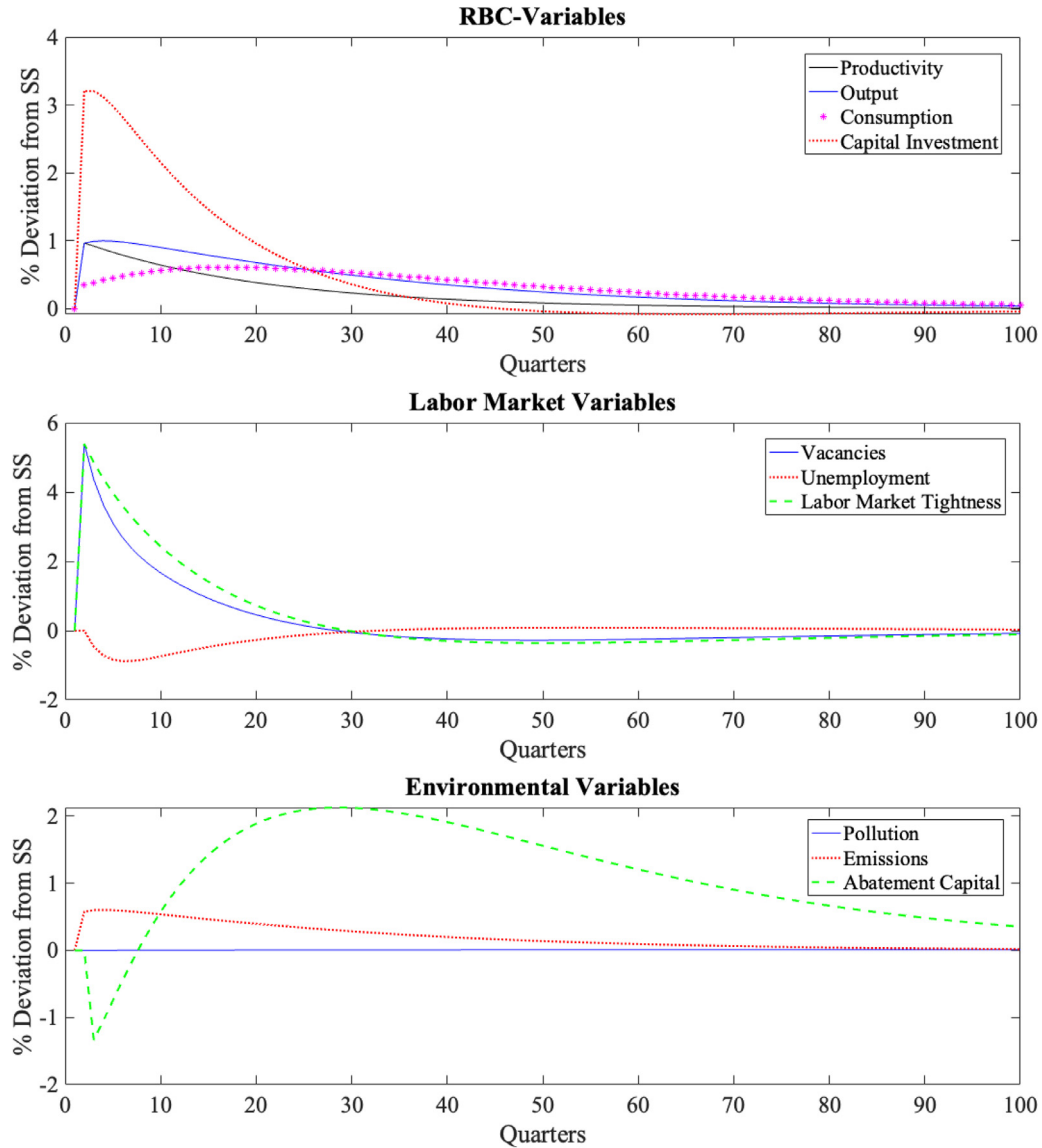 RBC-Variables
4
3
2
1
0
% Deviation from SS
Productivity
Output
Consumption
Capital Investment
0 10 20 30 40 50 60 70 80 90 100
Quarters
Labor Market Variables
6
4
2
0
-2
% Deviation from SS
Vacancies
Unemployment
Labor Market Tightness
0 10 20 30 40 50 60 70 80 90 100
Quarters
Environmental Variables
2
1
0
-1
-2
% Deviation from SS
Pollution
Emissions
Abatement Capital
0 10 20 30 40 50 60 70 80 90 100
Quarters